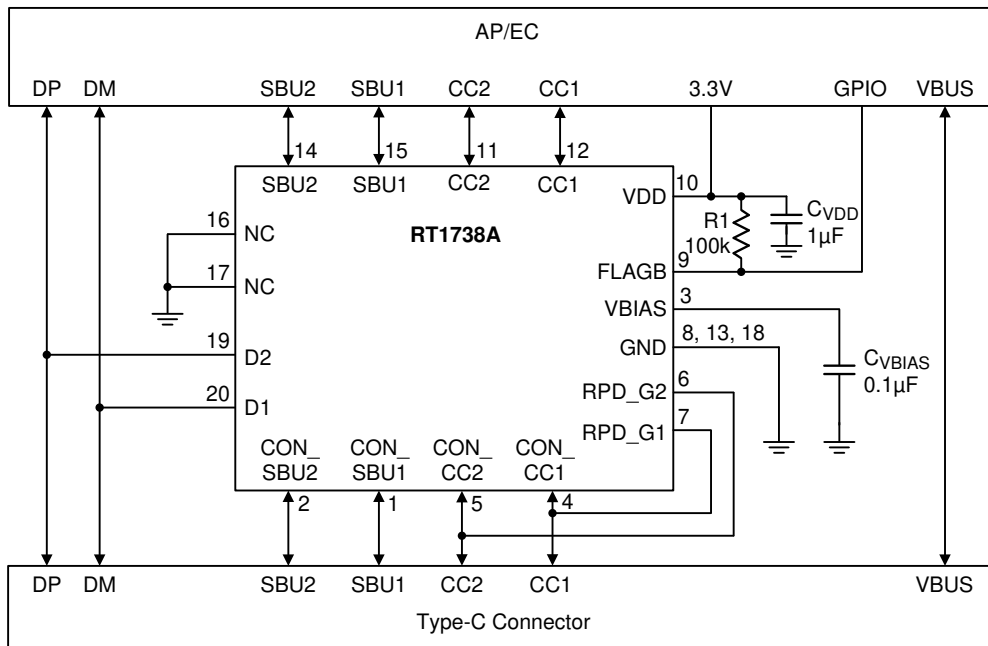 AP/EC
DP DM SBU2 SBU1 CC2 CC1 3.3V GPIO VBUS
14 15 11 12
SBU2 SBU1 CC2 CC1
10
VDD
CVDD
1µF
R1
100k
16
NC
RT1738A
17
NC
9
FLAGB
3
VBIAS
8, 13, 18
GND
CVBIAS
0.1µF
19
D2
6
RPD_G2
20
D1
7
RPD_G1
CON_ CON_ CON_ CON_
SBU2 SBU1 CC2 CC1
2 1 5 4
DP DM SBU2 SBU1 CC2 CC1 VBUS
Type-C Connector